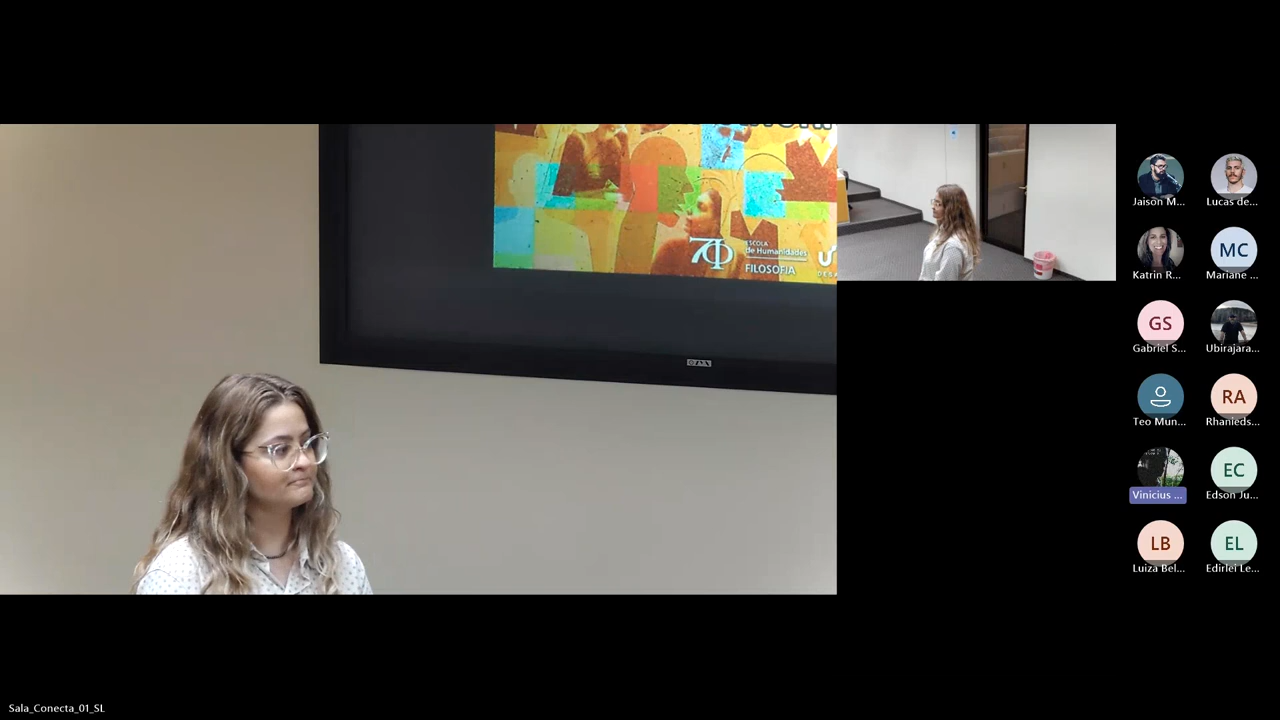 ESCOLA
de Humanidades
FILOSOFIA
Jaison M...
Lucas de...
Katrin R...
MC
Mariane ...
GS
Gabriel S...
Ubirajara...
Teo Mun...
RA
Rhanieds...
Vinicius ...
EC
Edson Ju...
LB
Luiza Bel...
EL
Edirlei Le...
Sala_Conecta_01_SL